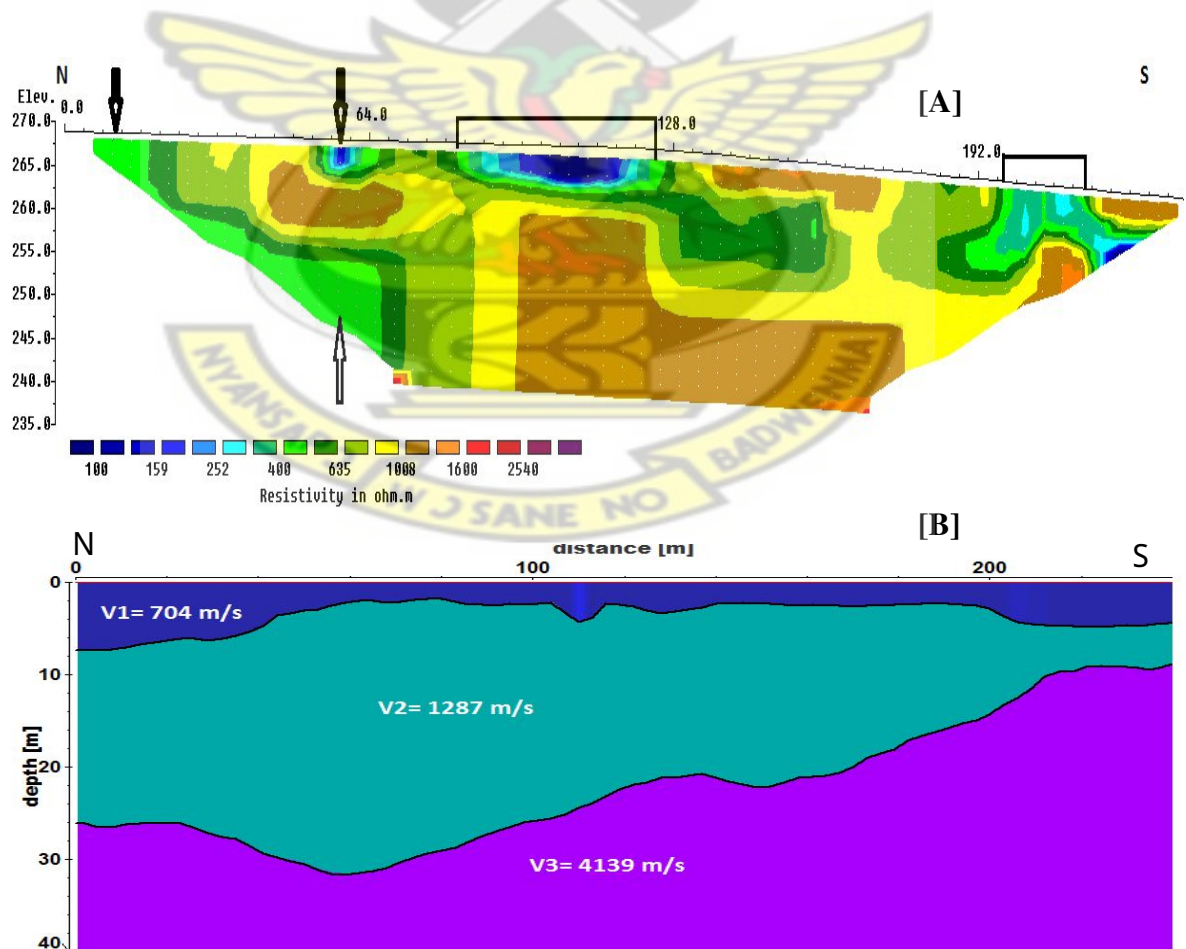 N S
[A]
Elev. 0.0 64.0 128.0 192.0
270.0
265.0
260.0
255.0
250.0
245.0
240.0
235.0
NYANSAPO WƆSANE NO BADWENMA
100 159 252 400 635 1008 1600 2540
Resistivity in ohm.m
[B]
N distance [m] S
0 100 200
0
V1= 704 m/s
10
V2= 1287 m/s
depth [m]
20
30
V3= 4139 m/s
40